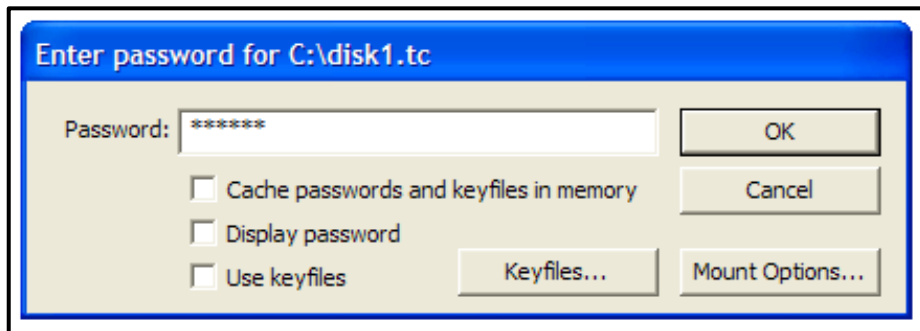 Enter password for C:\disk1.tc
Password: ******
OK
Cache passwords and keyfiles in memory
Cancel
Display password
Use keyfiles
Keyfiles...
Mount Options...